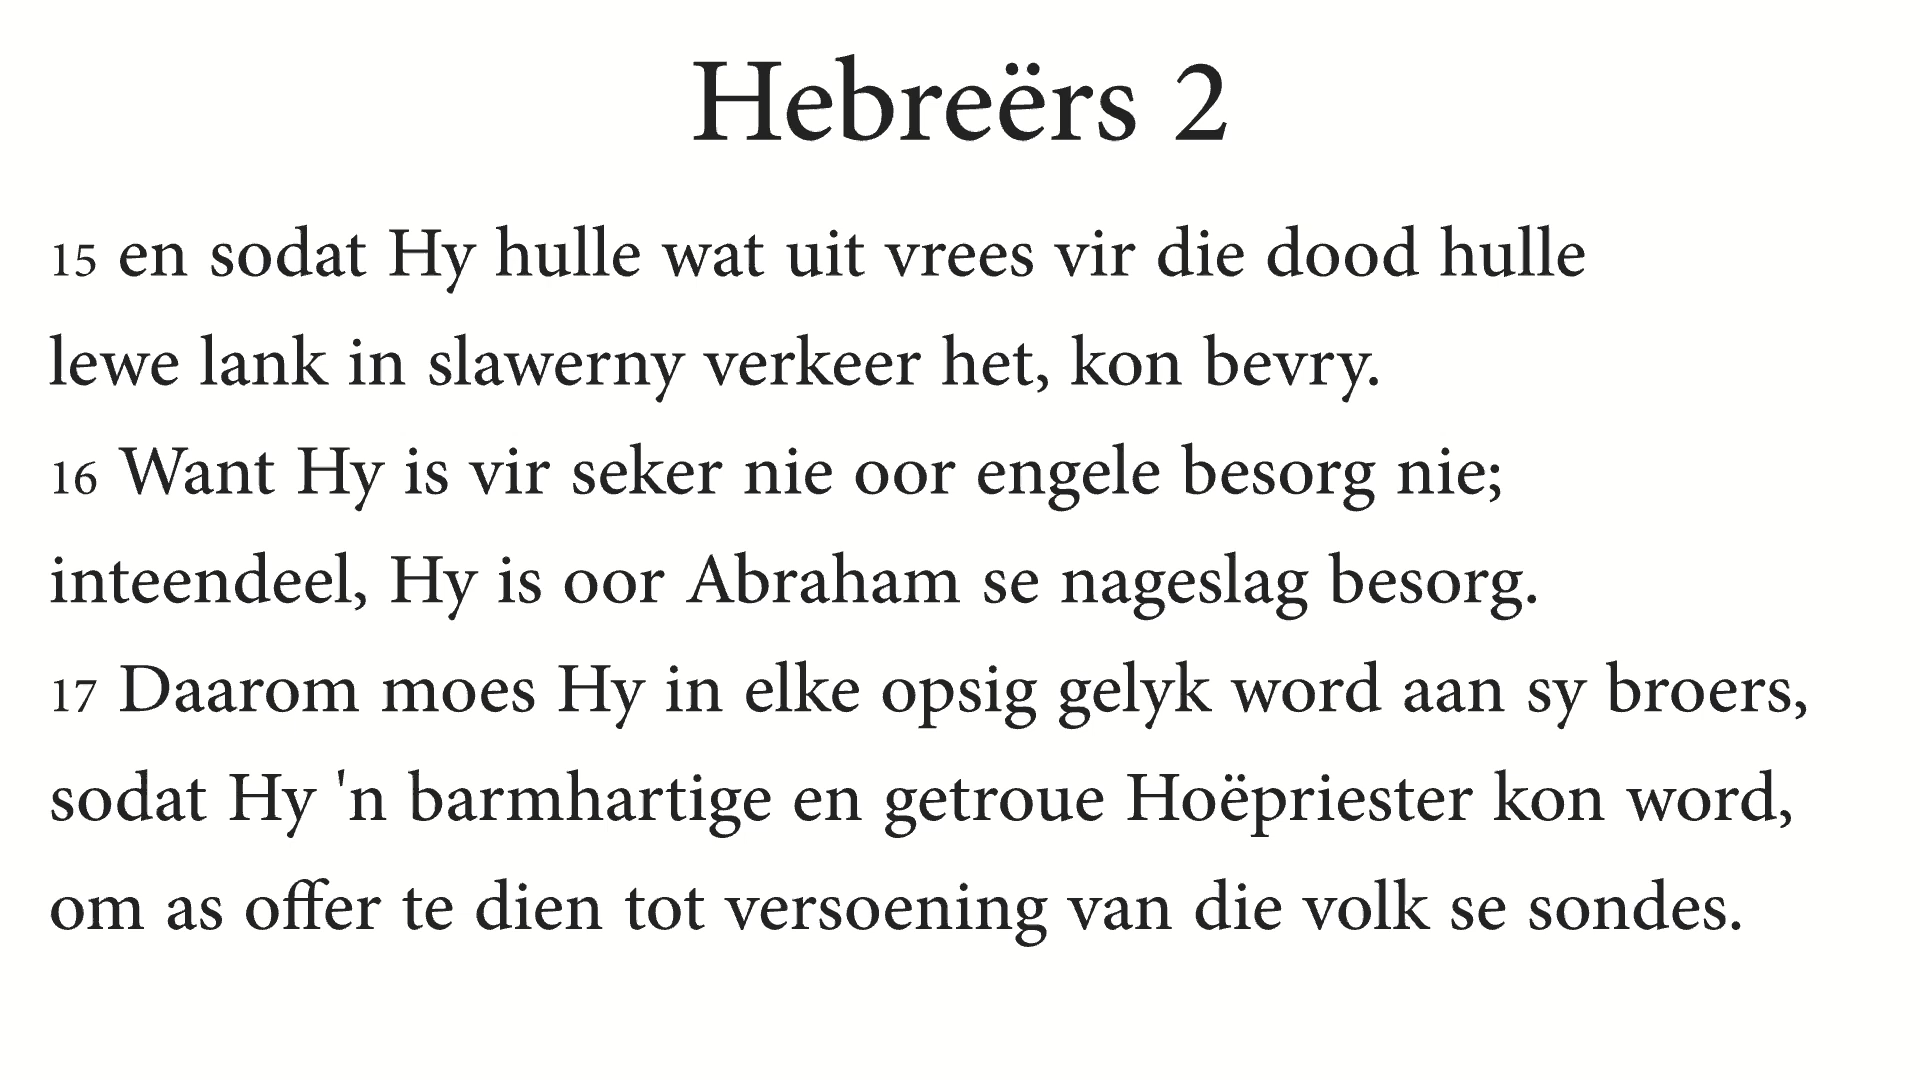 Hebreërs 2
15 en sodat Hy hulle wat uit vrees vir die dood hulle
lewe lank in slawerny verkeer het, kon bevry.
16 Want Hy is vir seker nie oor engele besorg nie;
inteendeel, Hy is oor Abraham se nageslag besorg.
17 Daarom moes Hy in elke opsig gelyk word aan sy broers,
sodat Hy 'n barmhartige en getroue Hoëpriester kon word,
om as offer te dien tot versoening van die volk se sondes.